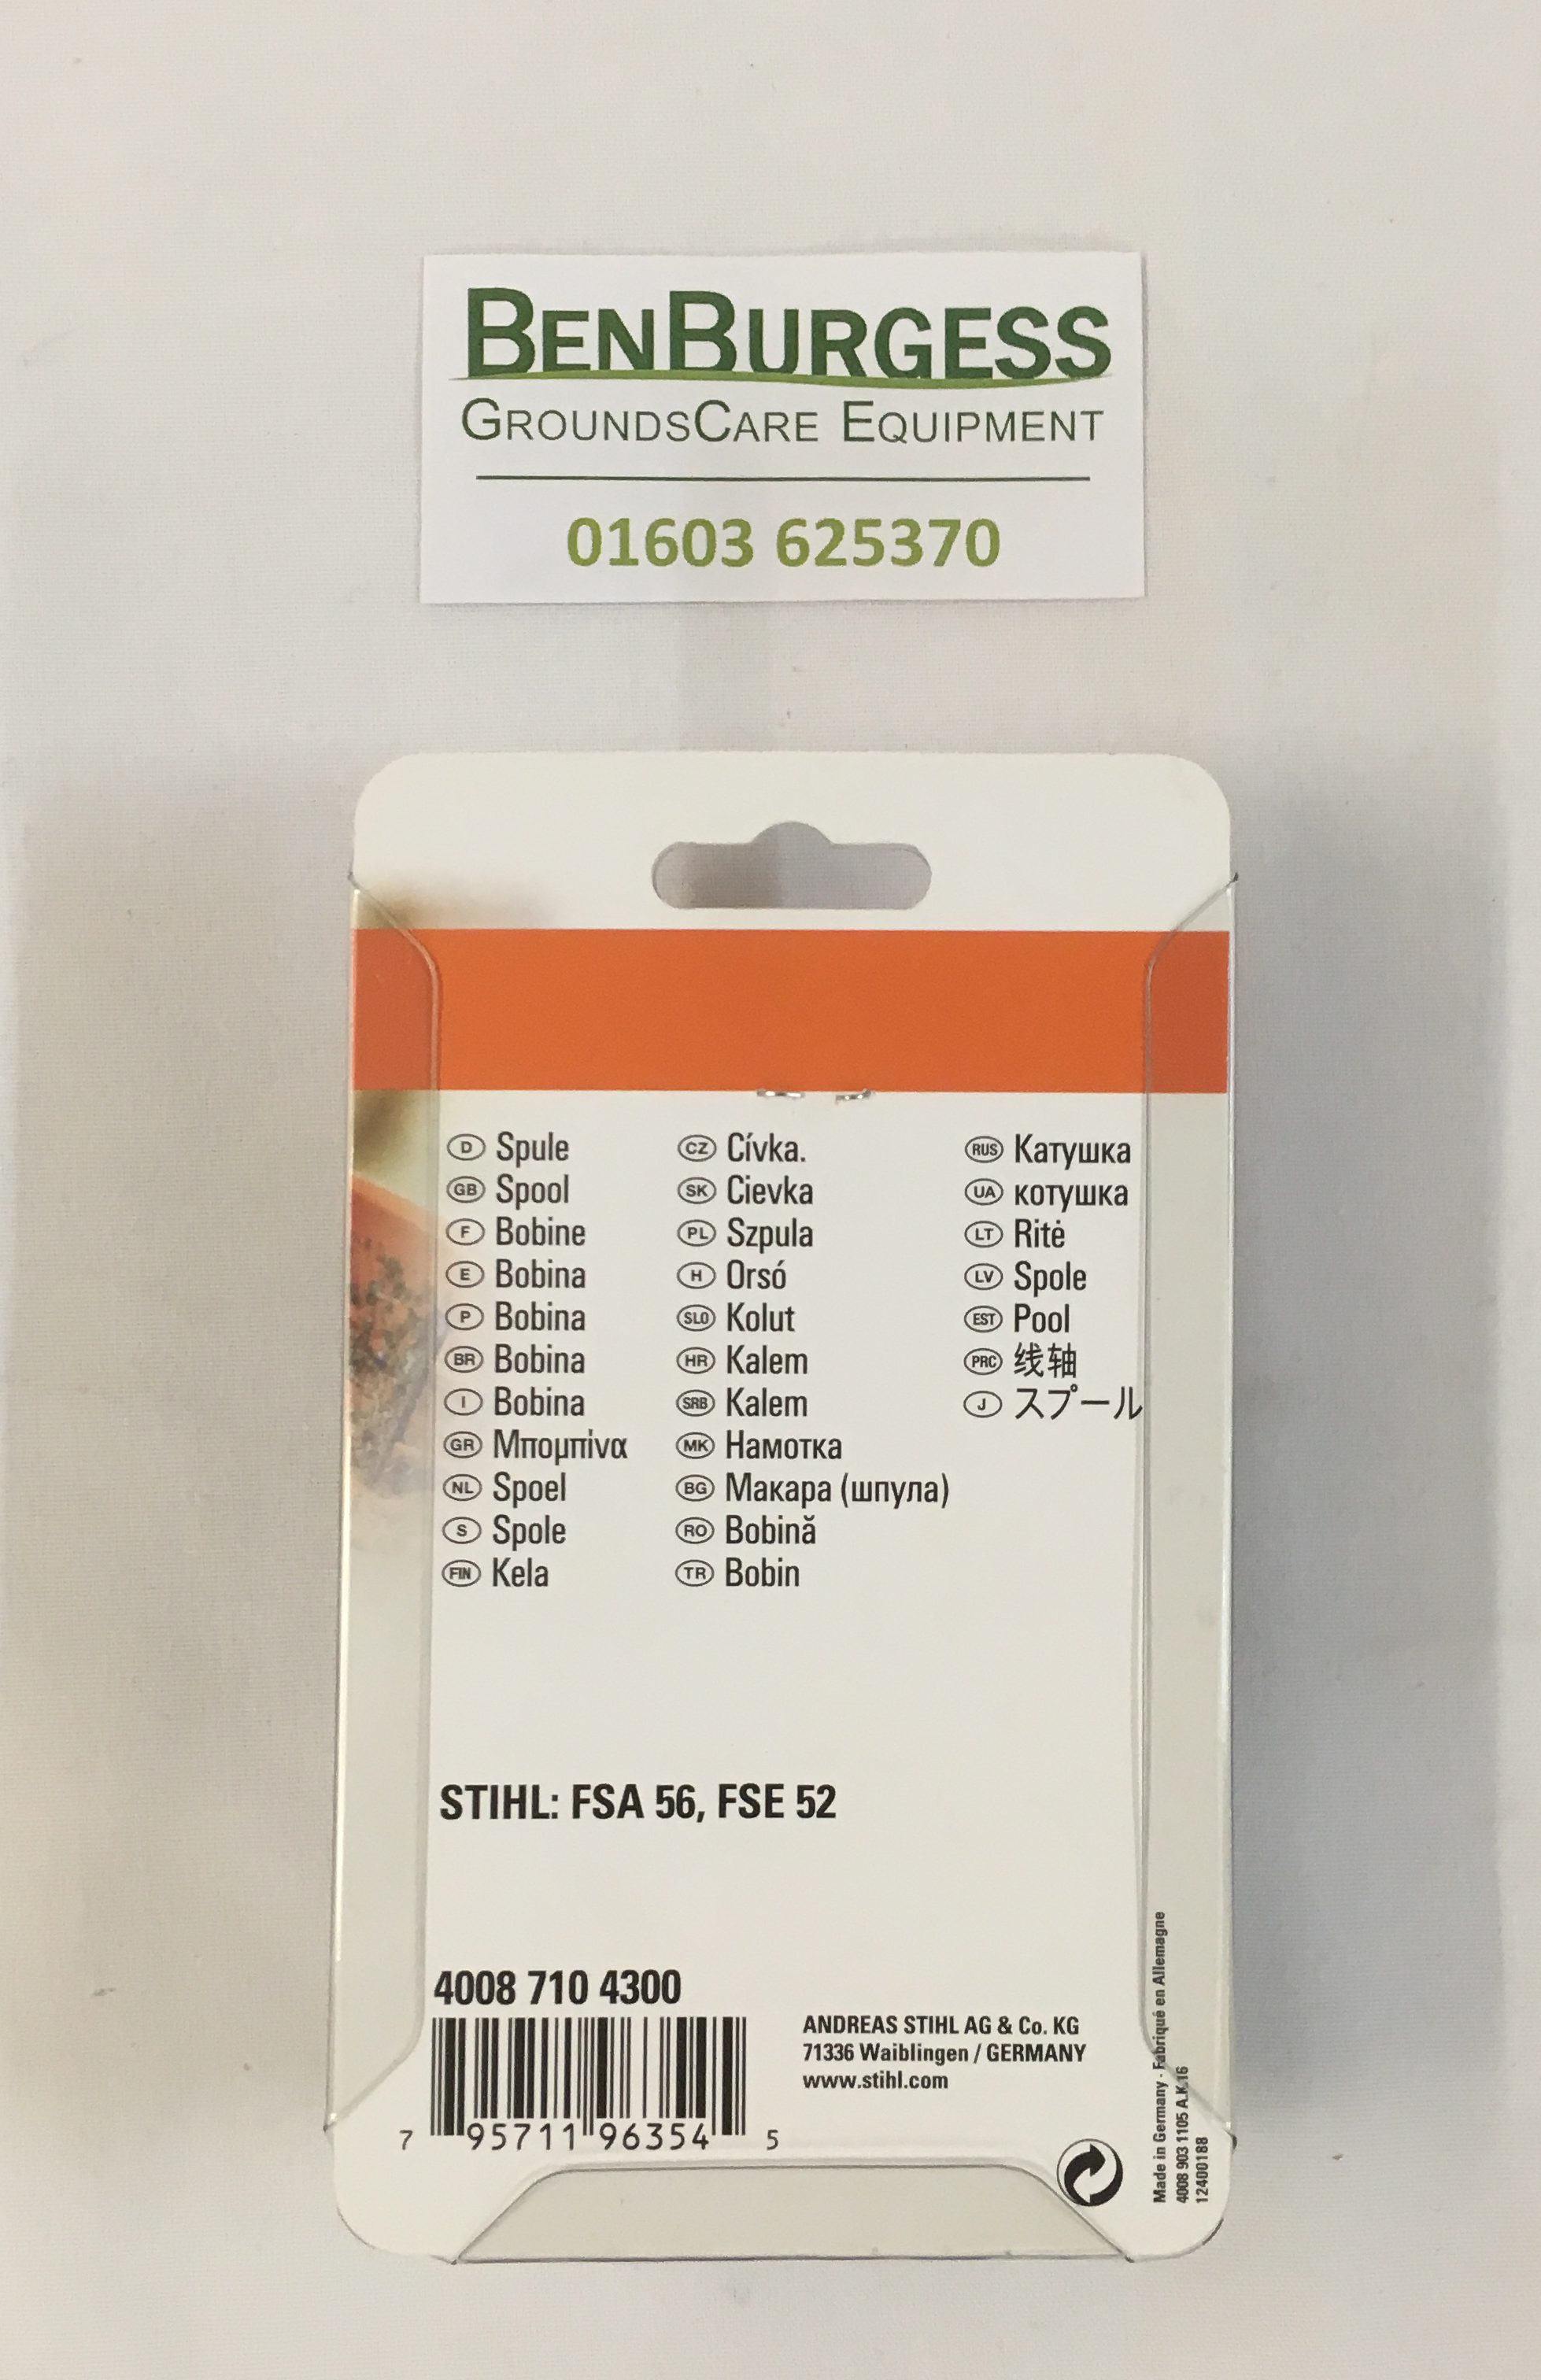 BENBURGESS
GROUNDSCARE EQUIPMENT
01603 625370
D Spule
GB Spool
F Bobine
E Bobina
P Bobina
BR Bobina
I Bobina
GR Μπομπίνα
NL Spoel
S Spole
FIN Kela
CZ Cívka.
SK Cievka
PL Szpula
H Orsó
SLO Kolut
HR Kalem
SRB Kalem
MK Намотка
BG Макара (шпула)
RO Bobină
TR Bobin
RUS Катушка
UA котушка
LT Ritė
LV Spole
EST Pool
PRC 线轴
J スプール
STIHL: FSA 56, FSE 52
4008 710 4300
7 95711 96354 5
ANDREAS STIHL AG & Co. KG
71336 Waiblingen / GERMANY
www.stihl.com
Made in Germany · Fabriqué en Allemagne
4008 903 1105 A.K.16
12400188